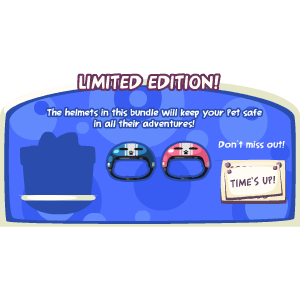 LIMITED EDITION!
The helmets in this bundle will keep your Pet safe
in all their adventures!
Don't miss out!
TIME'S UP!